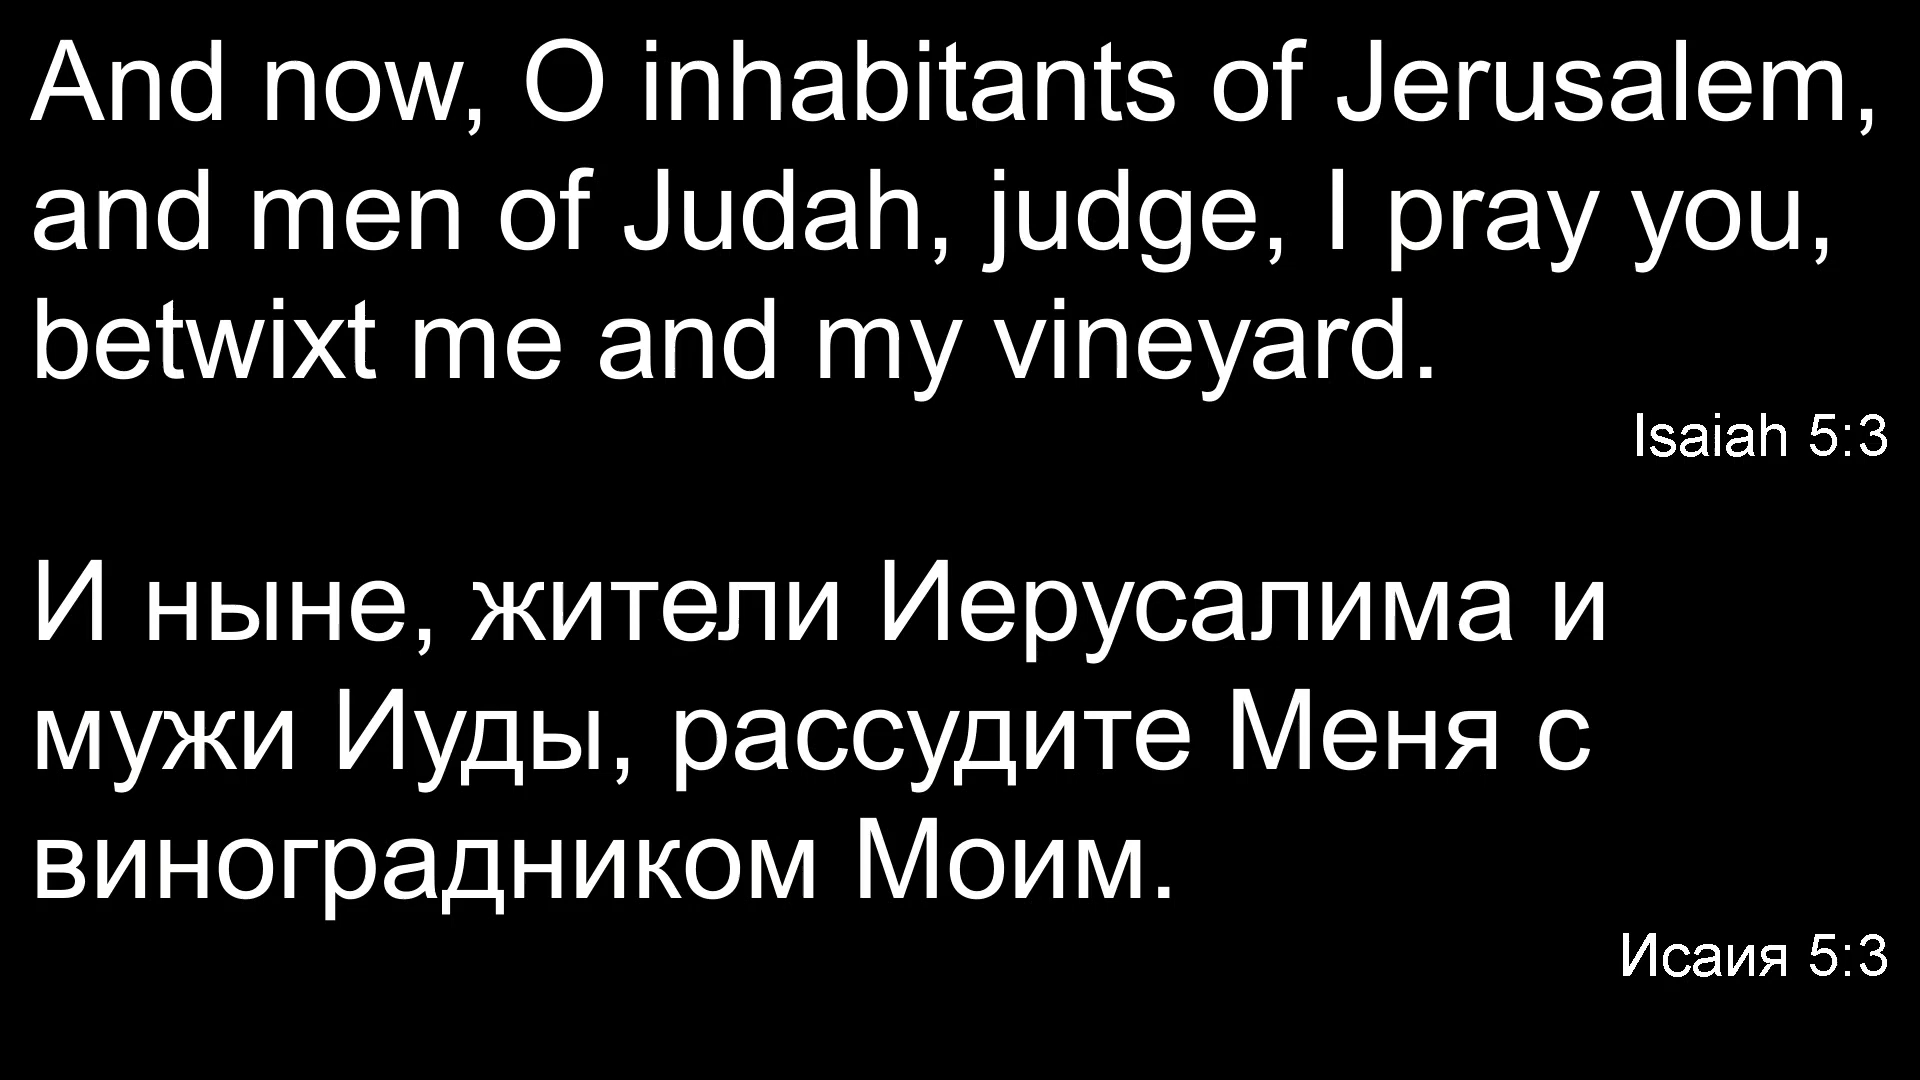 And now, O inhabitants of Jerusalem,
and men of Judah, judge, I pray you,
betwixt me and my vineyard.
Isaiah 5:3
И ныне, жители Иерусалима и
мужи Иуды, рассудите Меня с
виноградником Моим.
Исаия 5:3